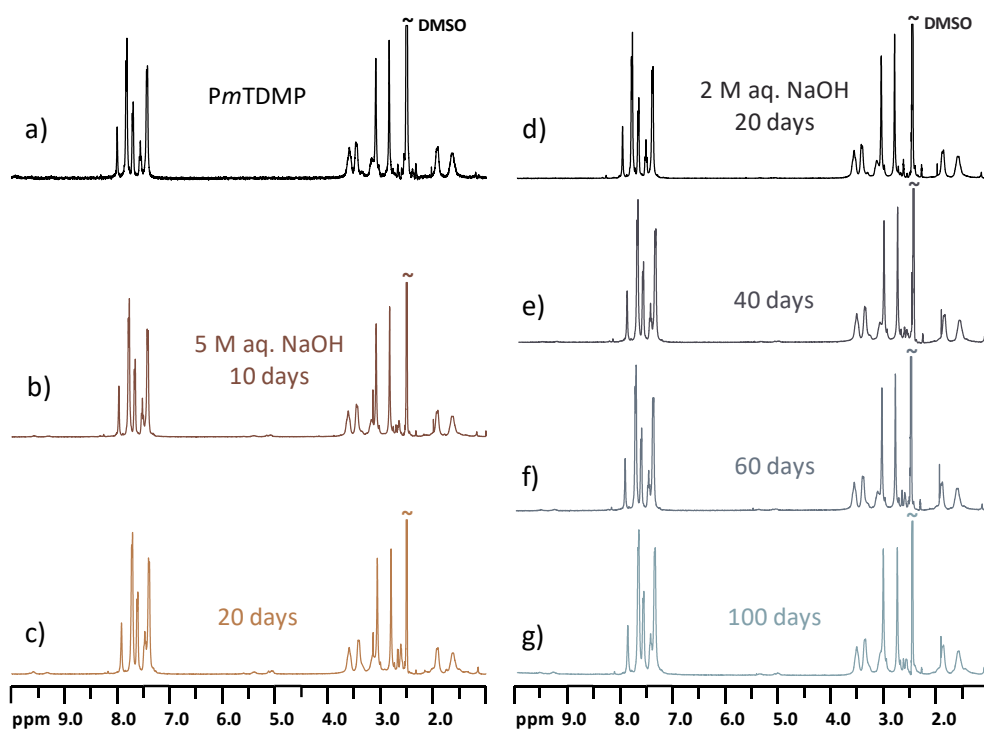 ~ DMSO
PmTDMP
a)
~
5 M aq. NaOH
10 days
b)
~
20 days
c)
ppm 9.0 8.0 7.0 6.0 5.0 4.0 3.0 2.0
~ DMSO
2 M aq. NaOH
20 days
d)
~
40 days
e)
~
60 days
f)
~
100 days
g)
ppm 9.0 8.0 7.0 6.0 5.0 4.0 3.0 2.0